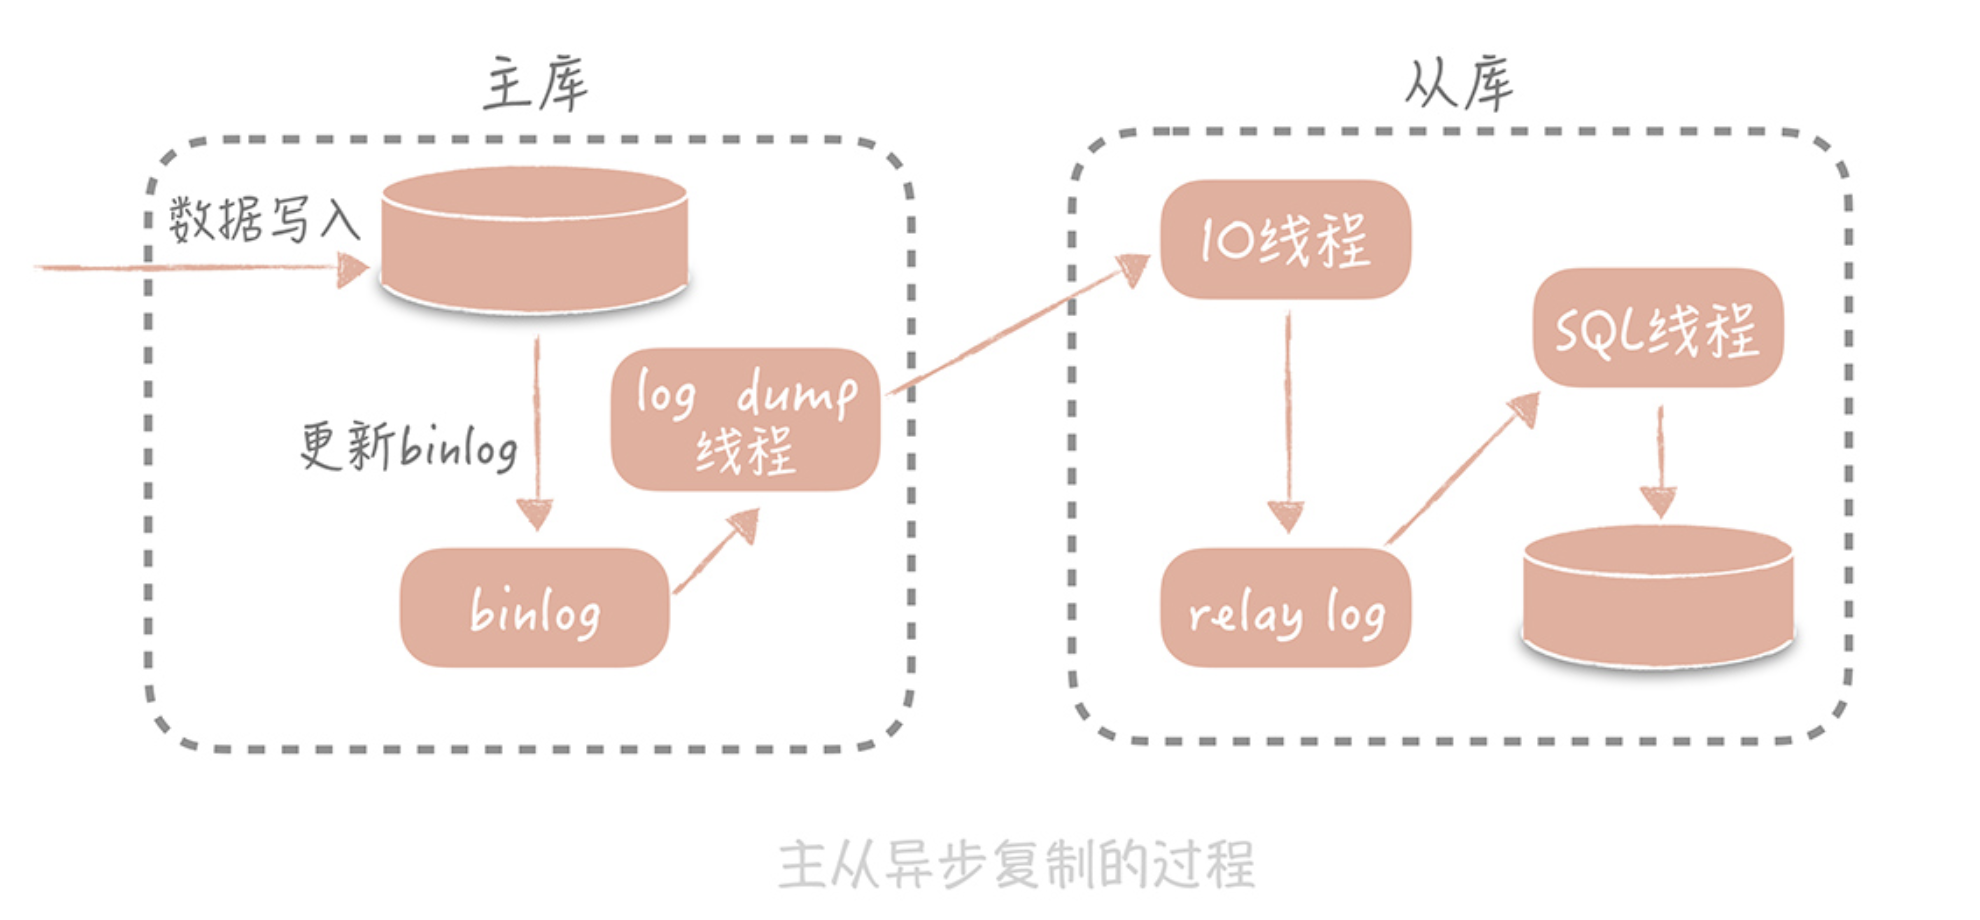 主库
从库
数据写入
IO线程
SQL线程
log dump
线程
更新binlog
binlog
relay log
主从异步复制的过程